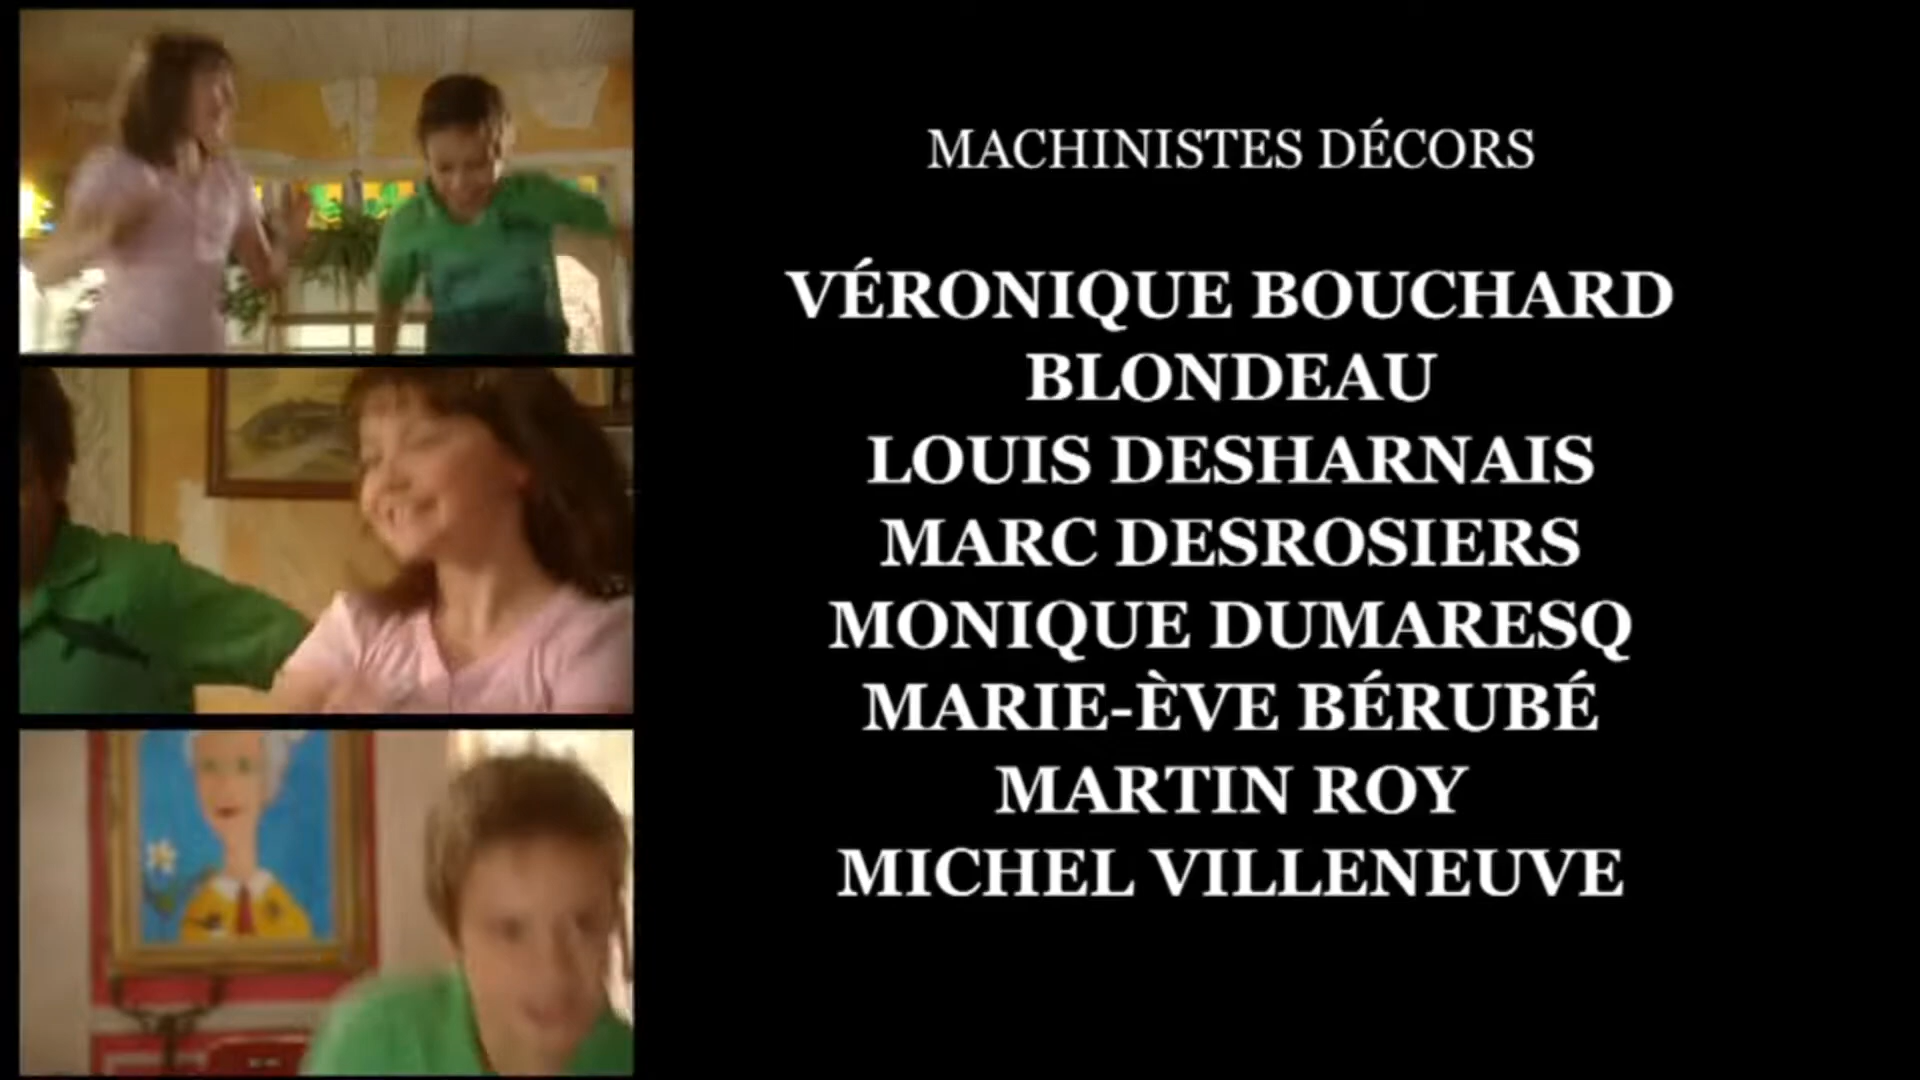 MACHINISTES DÉCORS
VÉRONIQUE BOUCHARD
BLONDEAU
LOUIS DESHARNAIS
MARC DESROSIERS
MONIQUE DUMARESQ
MARIE-ÈVE BÉRUBÉ
MARTIN ROY
MICHEL VILLENEUVE